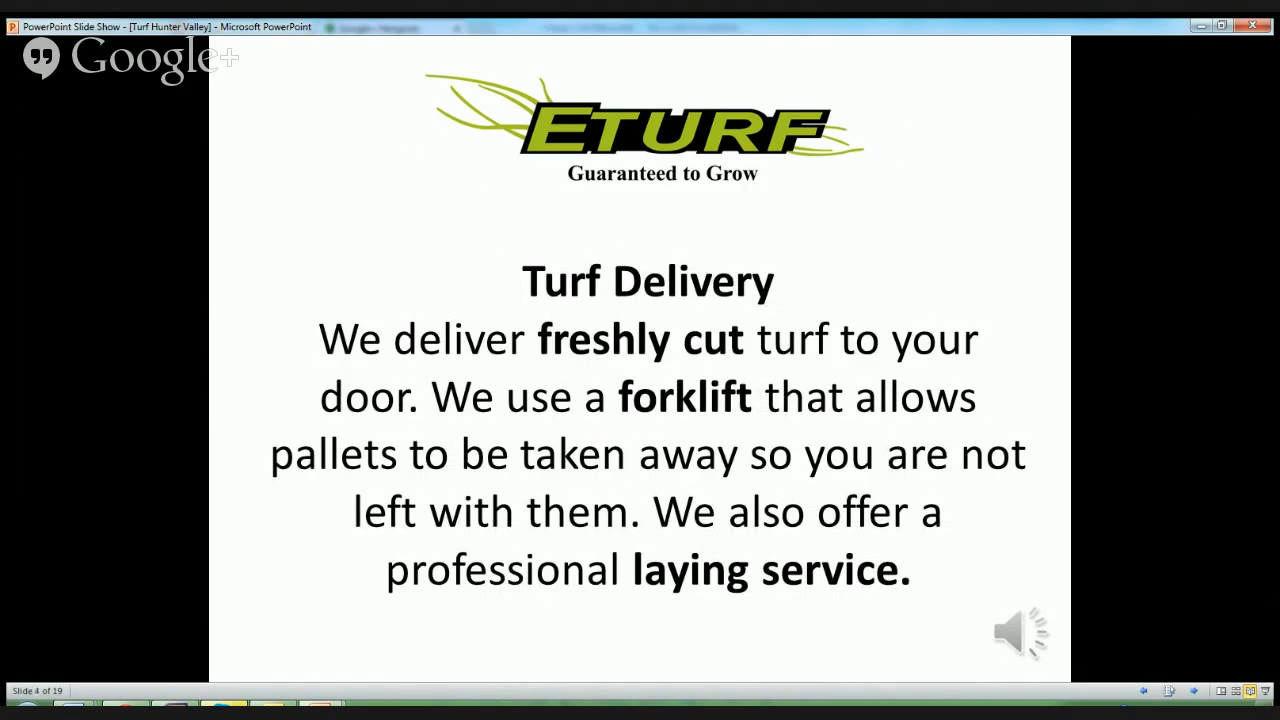 PowerPoint Slide Show - [Turf Hunter Valley] - Microsoft PowerPoint
Google+
ETURF
Guaranteed to Grow
Turf Delivery
We deliver freshly cut turf to your
door. We use a forklift that allows
pallets to be taken away so you are not
left with them. We also offer a
professional laying service.
Slide 4 of 19